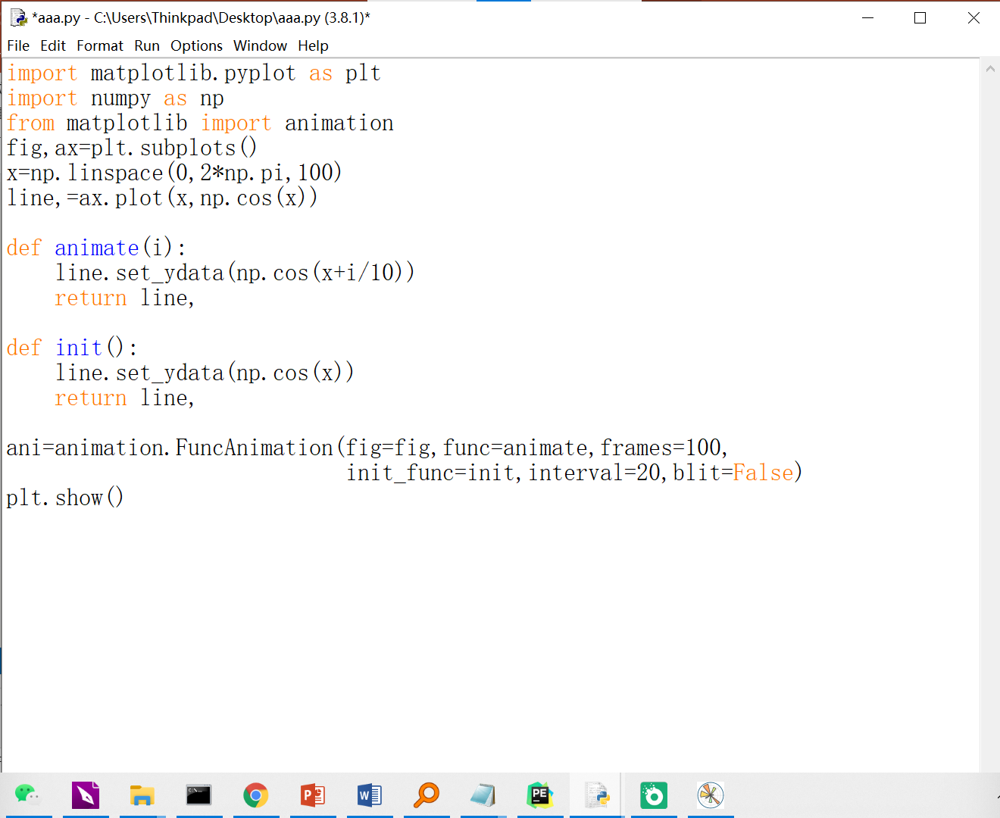 *aaa.py - C:\Users\Thinkpad\Desktop\aaa.py (3.8.1)*
File Edit Format Run Options Window Help
import matplotlib.pyplot as plt
import numpy as np
from matplotlib import animation
fig,ax=plt.subplots()
x=np.linspace(0,2*np.pi,100)
line,=ax.plot(x,np.cos(x))
def animate(i):
    line.set_ydata(np.cos(x+i/10))
    return line,
def init():
    line.set_ydata(np.cos(x))
    return line,
ani=animation.FuncAnimation(fig=fig,func=animate,frames=100,
                            init_func=init,interval=20,blit=False)
plt.show()
C:\
P
W
PE